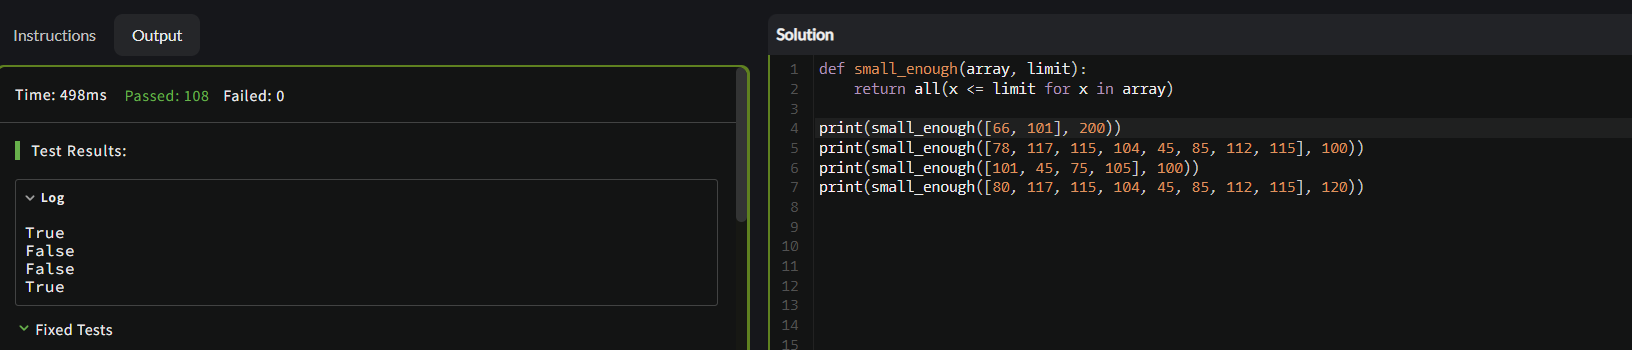 Instructions
Output
Time: 498ms Passed: 108 Failed: 0
Test Results:
Log
True
False
False
True
Fixed Tests
Solution
1 def small_enough(array, limit):
2     return all(x <= limit for x in array)
3
4 print(small_enough([66, 101], 200))
5 print(small_enough([78, 117, 115, 104, 45, 85, 112, 115], 100))
6 print(small_enough([101, 45, 75, 105], 100))
7 print(small_enough([80, 117, 115, 104, 45, 85, 112, 115], 120))
8
9
10
11
12
13
14
15